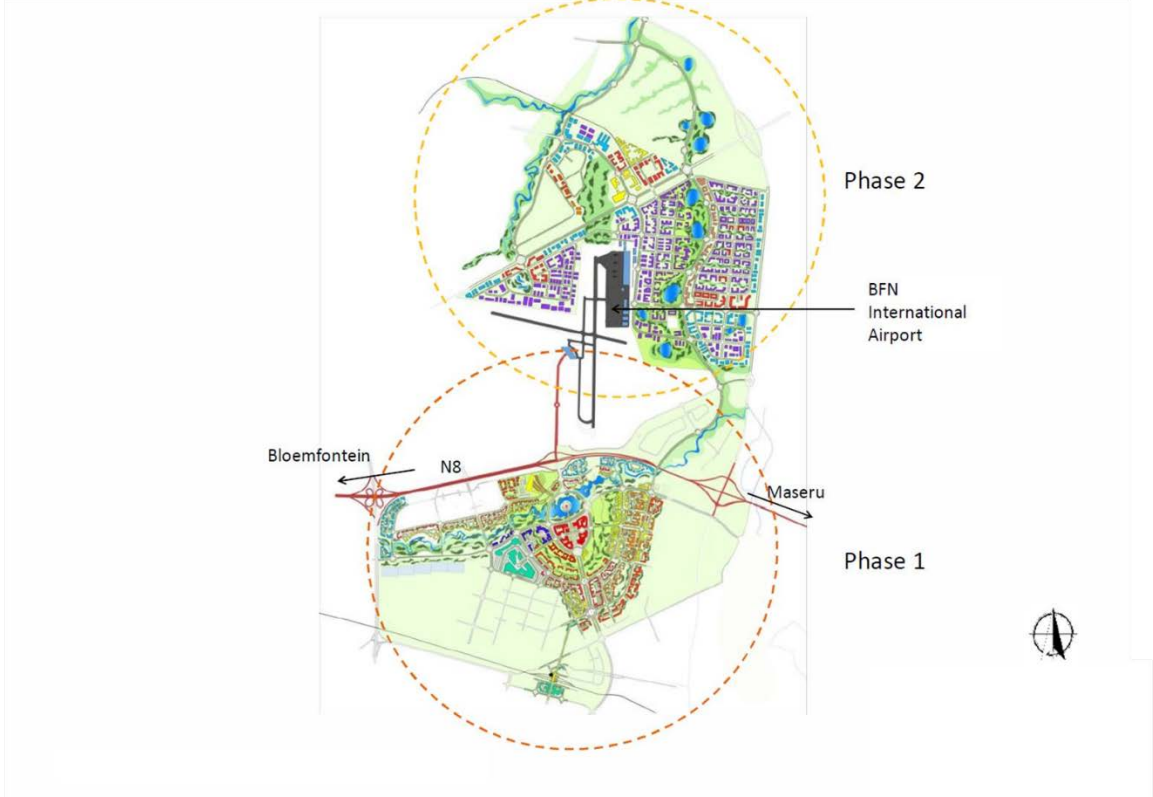 Phase 2
BFN
International
Airport
Bloemfontein
N8
Maseru
Phase 1